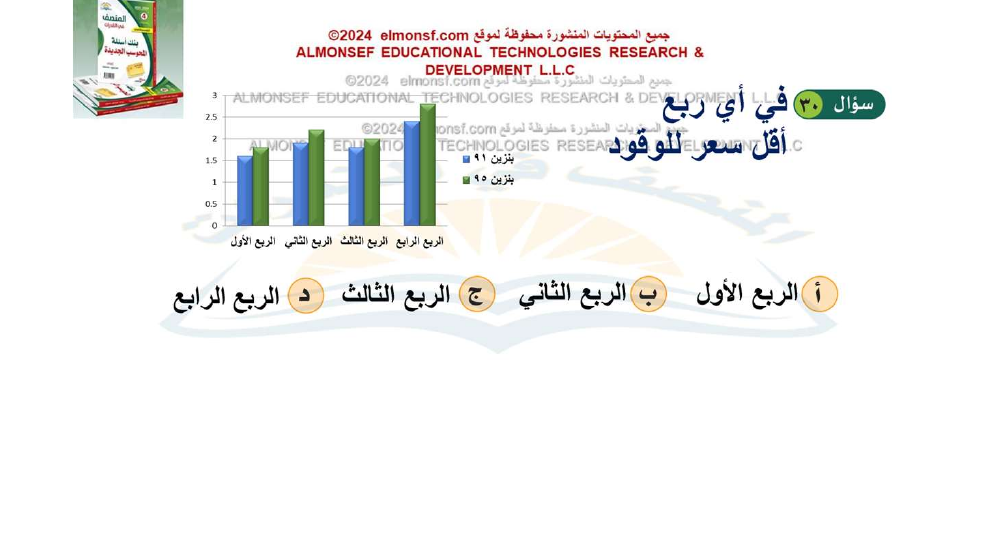 جميع المحتويات المنشورة محفوظة لموقع elmonsf.com ©2024
ALMONSEF EDUCATIONAL TECHNOLOGIES RESEARCH &
DEVELOPMENT L.L.C
جميع المحتويات المنشورة محفوظة لموقع elmonsf.com ©2024
ALMONSEF EDUCATIONAL TECHNOLOGIES RESEARCH & DEVELOPMENT L.L.C
جميع المحتويات المنشورة محفوظة لموقع elmonsf.com ©2024
ALMONSEF EDUCATIONAL TECHNOLOGIES RESEARCH & DEVELOPMENT L.L.C
المنصف
في القدرات
بنك أسئلة
المحوسب الجديدة
سؤال ٣٠
في أي ربع
أقل سعر للوقود
3
2.5
2
1.5
1
0.5
0
بنزين ٩١
بنزين ٩٥
الربع الأول الربع الثاني الربع الثالث الربع الرابع
أ الربع الأول ب الربع الثاني ج الربع الثالث د الربع الرابع